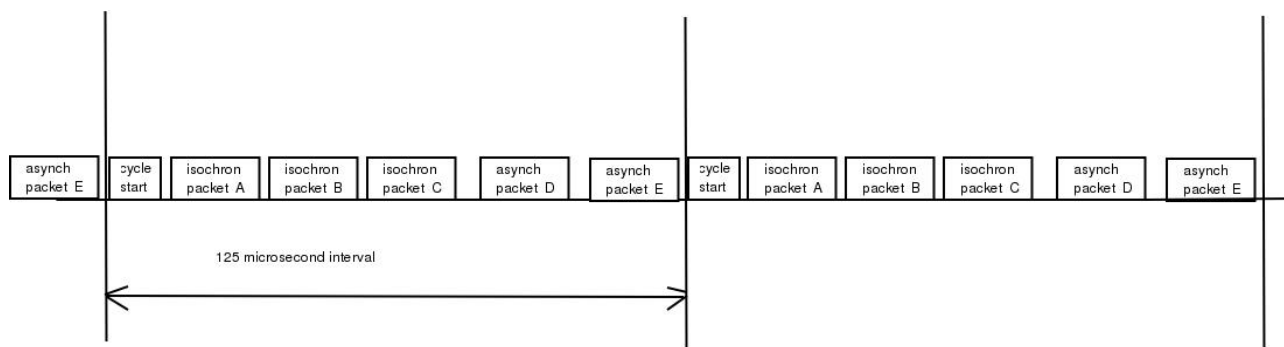 asynch
packet E
cycle
start
isochron
packet A
isochron
packet B
isochron
packet C
asynch
packet D
asynch
packet E
cycle
start
isochron
packet A
isochron
packet B
isochron
packet C
asynch
packet D
asynch
packet E
125 microsecond interval